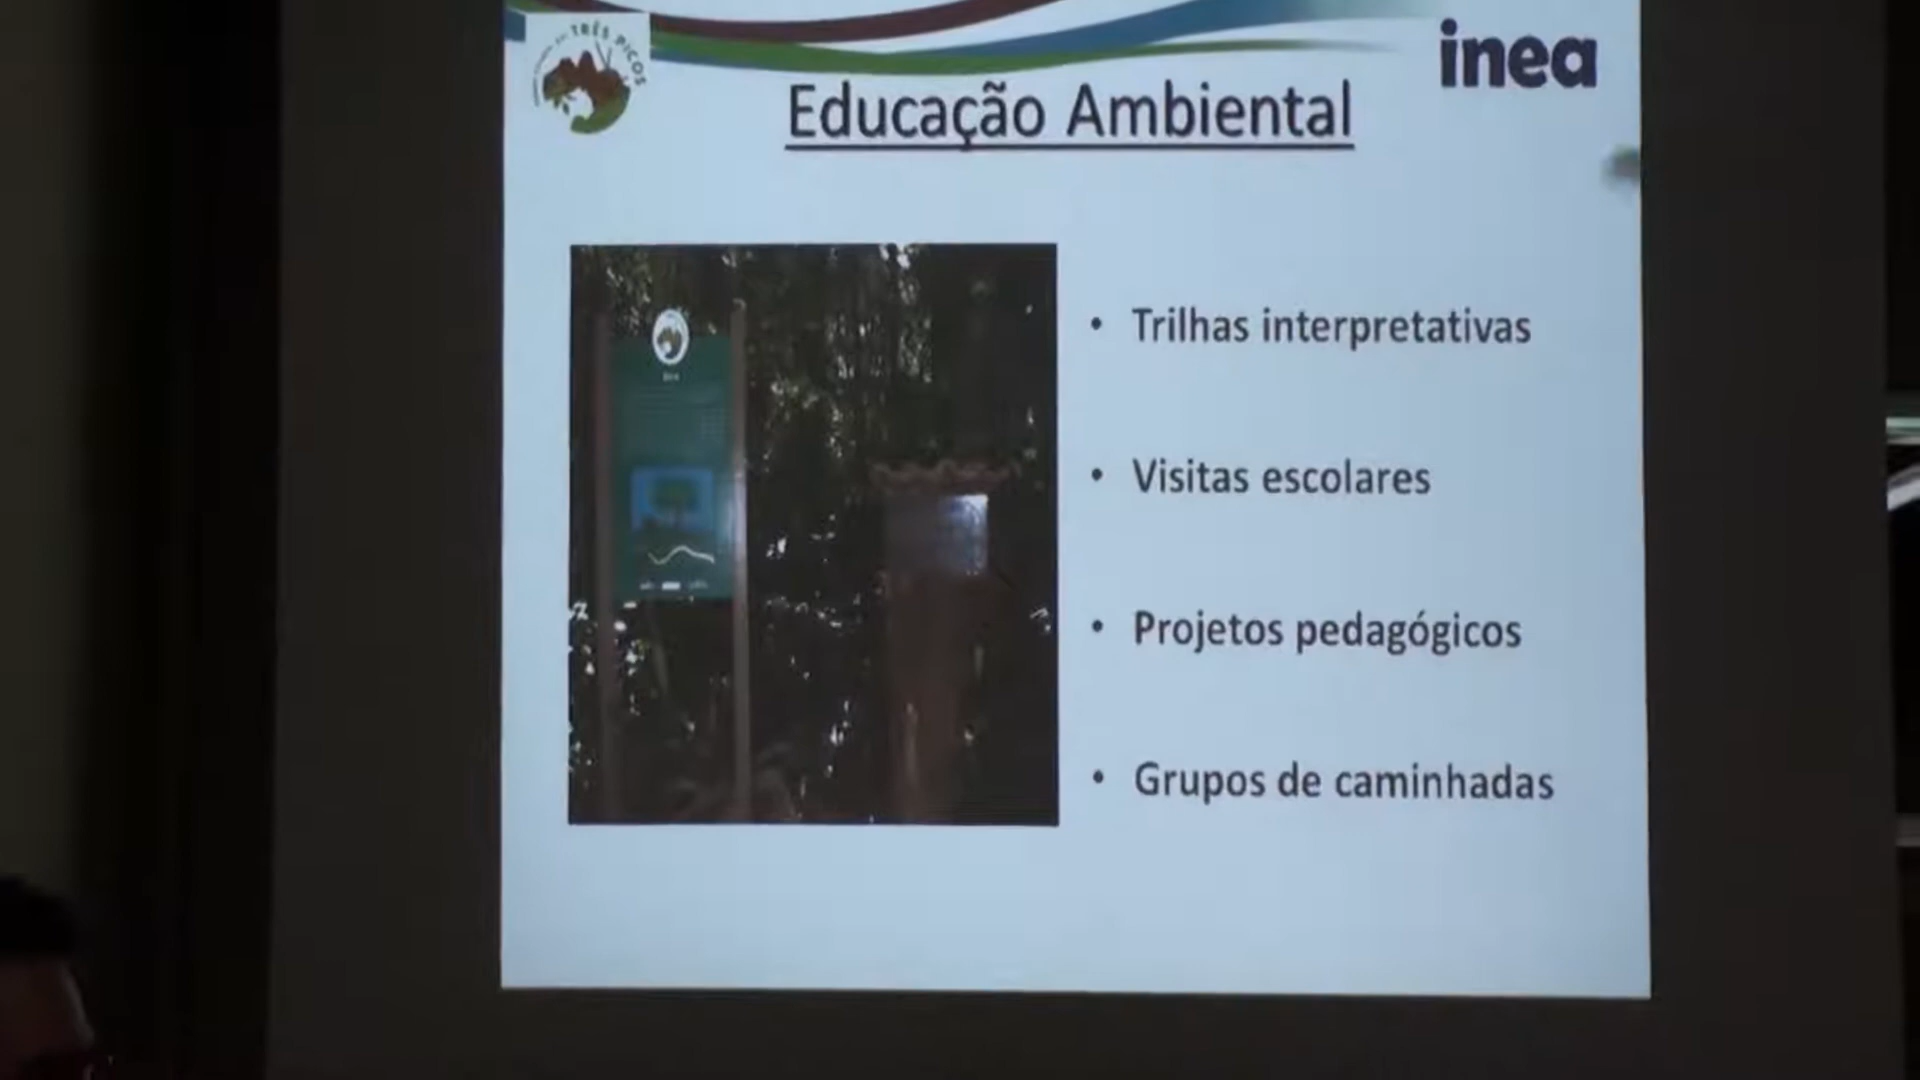 TRÊS PICOS
inea
Educação Ambiental
• Trilhas interpretativas
• Visitas escolares
• Projetos pedagógicos
• Grupos de caminhadas